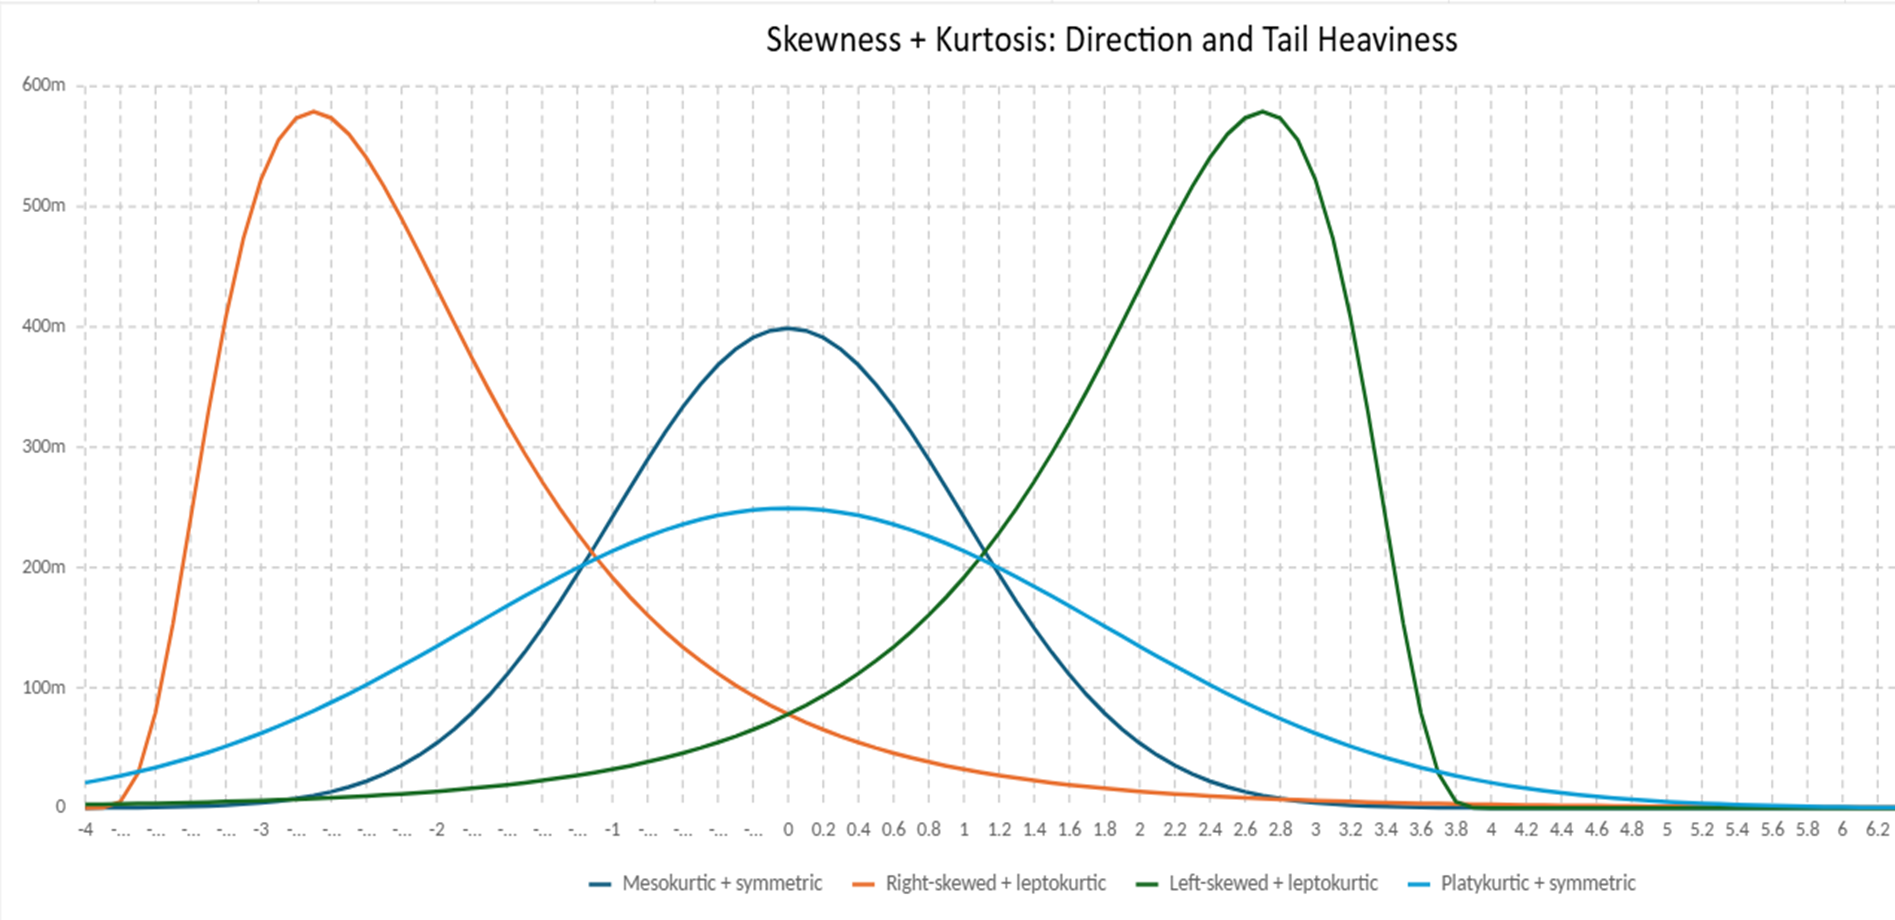 Skewness + Kurtosis: Direction and Tail Heaviness
600m
500m
400m
300m
200m
100m
0
-4 -... -... -... -... -3 -... -... -... -... -2 -... -... -... -... -1 -... -... -... -... 0 0.2 0.4 0.6 0.8 1 1.2 1.4 1.6 1.8 2 2.2 2.4 2.6 2.8 3 3.2 3.4 3.6 3.8 4 4.2 4.4 4.6 4.8 5 5.2 5.4 5.6 5.8 6 6.2
Mesokurtic + symmetric Right-skewed + leptokurtic Left-skewed + leptokurtic Platykurtic + symmetric